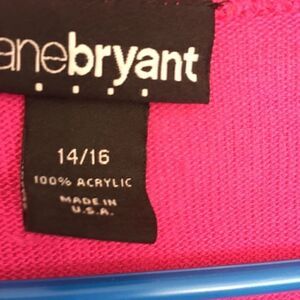 anebryant
14/16
100% ACRYLIC
MADE IN
U.S.A.